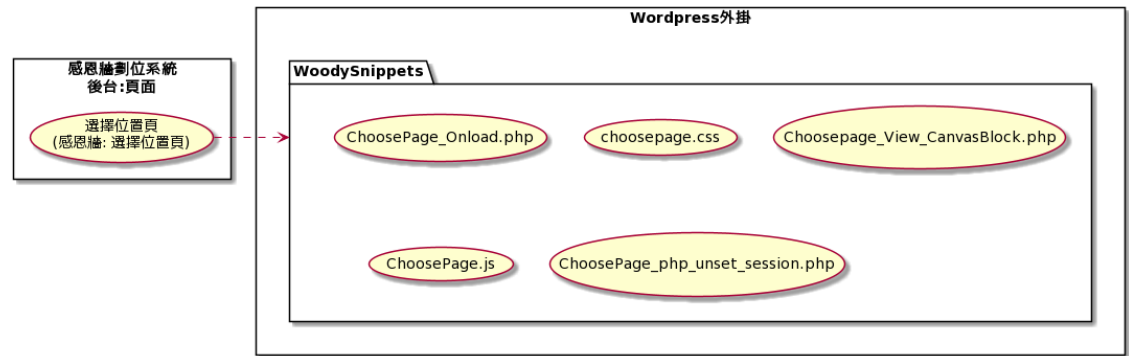 Wordpress外掛
感恩牆劃位系統
後台:頁面
選擇位置頁
(感恩牆: 選擇位置頁)
WoodySnippets
ChoosePage_Onload.php
choosepage.css
Choosepage_View_CanvasBlock.php
ChoosePage.js
ChoosePage_php_unset_session.php